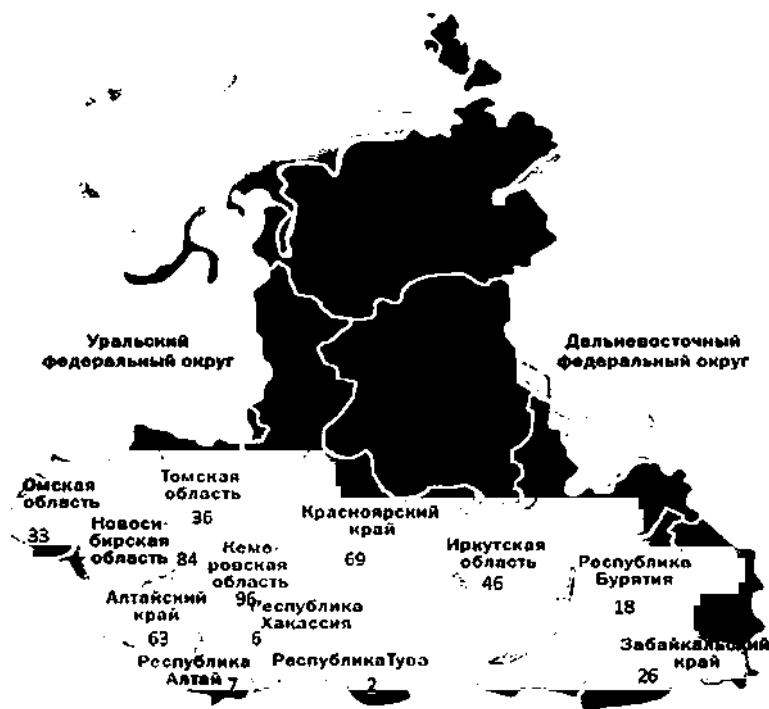 Уральский
федеральный округ
Дальневосточный
федеральный округ
Омская
область
33
Томская
область
36
Новоси-
бирская
область
84
Кеме-
ровская
область
96
Красноярский
край
69
Иркутская
область
46
Республика
Бурятия
18
Алтайский
край
63
Республика
Хакассия
6
Забайкальский
край
26
Республика
Алтай
7
Республика Тува
2